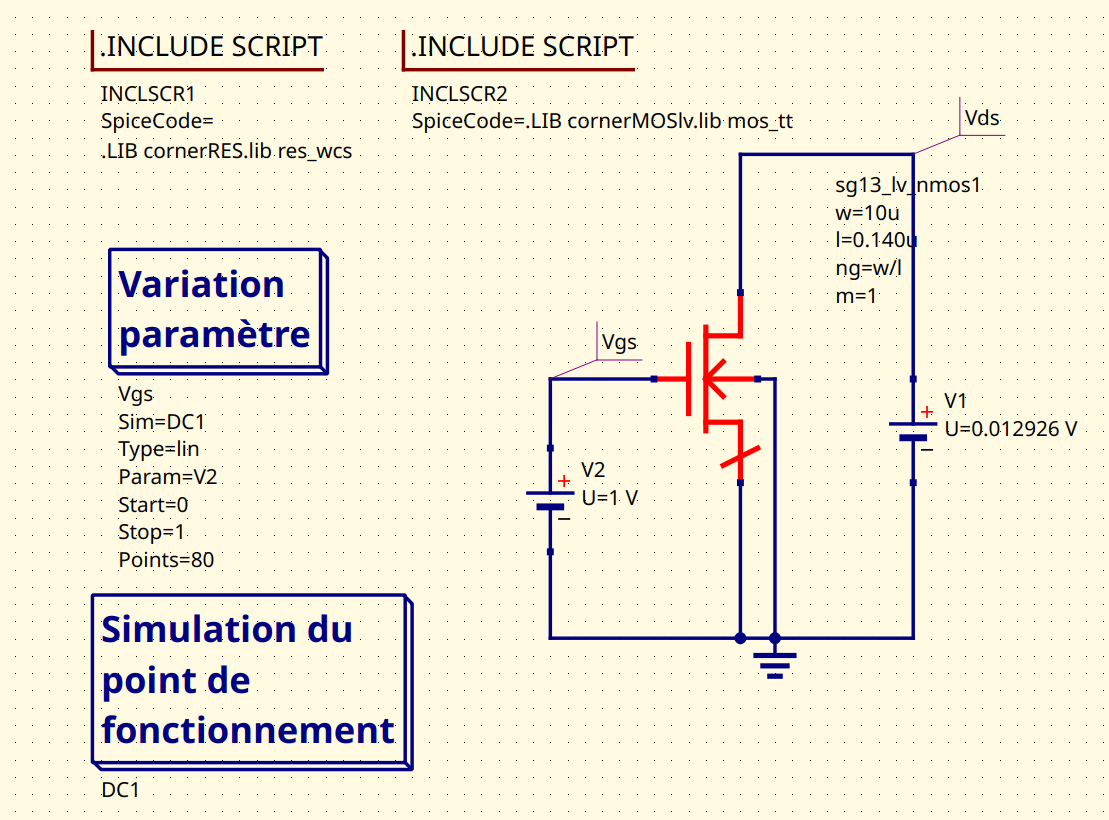 .INCLUDE SCRIPT
INCLSCR1
SpiceCode=
.LIB cornerRES.lib res_wcs
.INCLUDE SCRIPT
INCLSCR2
SpiceCode=.LIB cornerMOSlv.lib mos_tt
Vds
sg13_lv_nmos1
w=10u
l=0.140u
ng=w/l
m=1
Variation
paramètre
Vgs
Sim=DC1
Type=lin
Param=V2
Start=0
Stop=1
Points=80
Vgs
V1
U=0.012926 V
V2
U=1 V
Simulation du
point de
fonctionnement
DC1